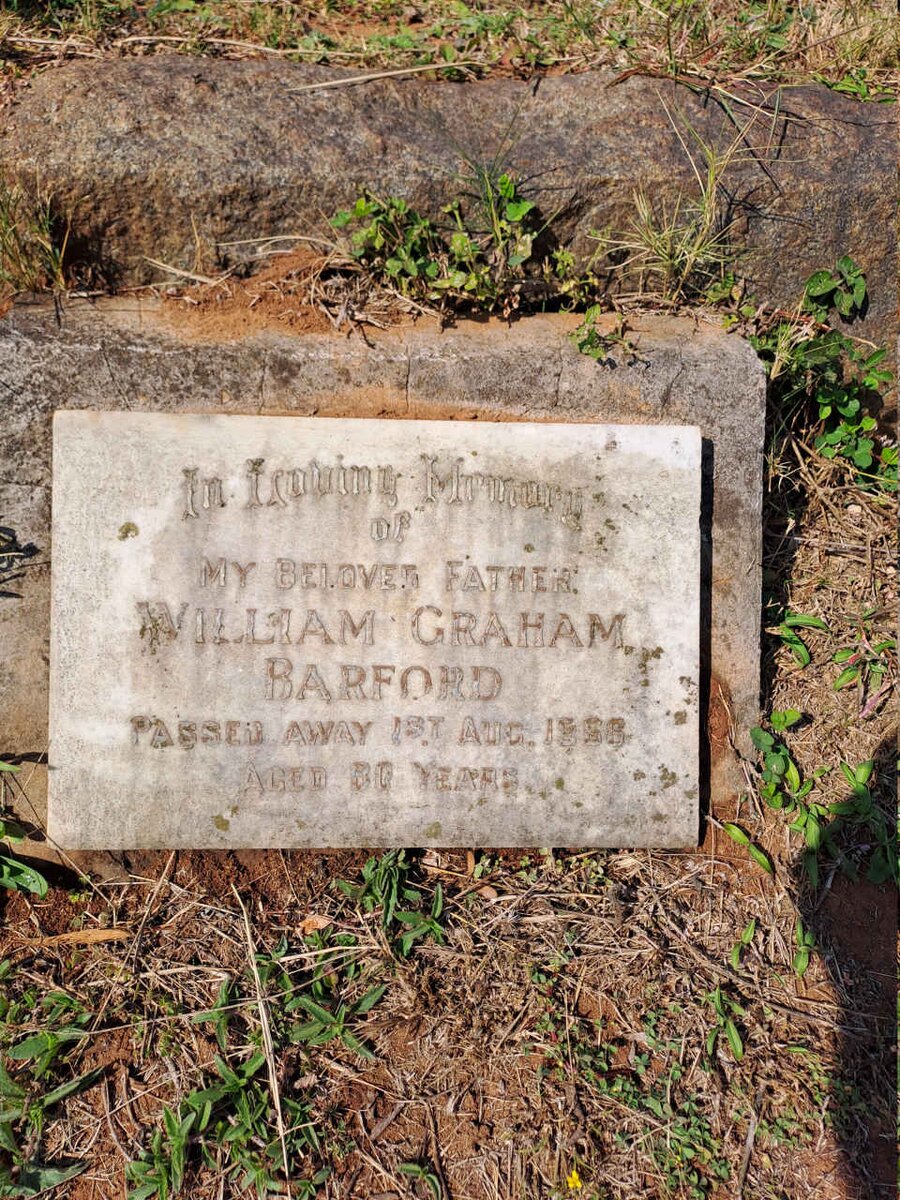 In Loving Memory
of
MY BELOVED FATHER
WILLIAM GRAHAM
BARFORD
PASSED AWAY 1ST AUG.
AGED YEARS